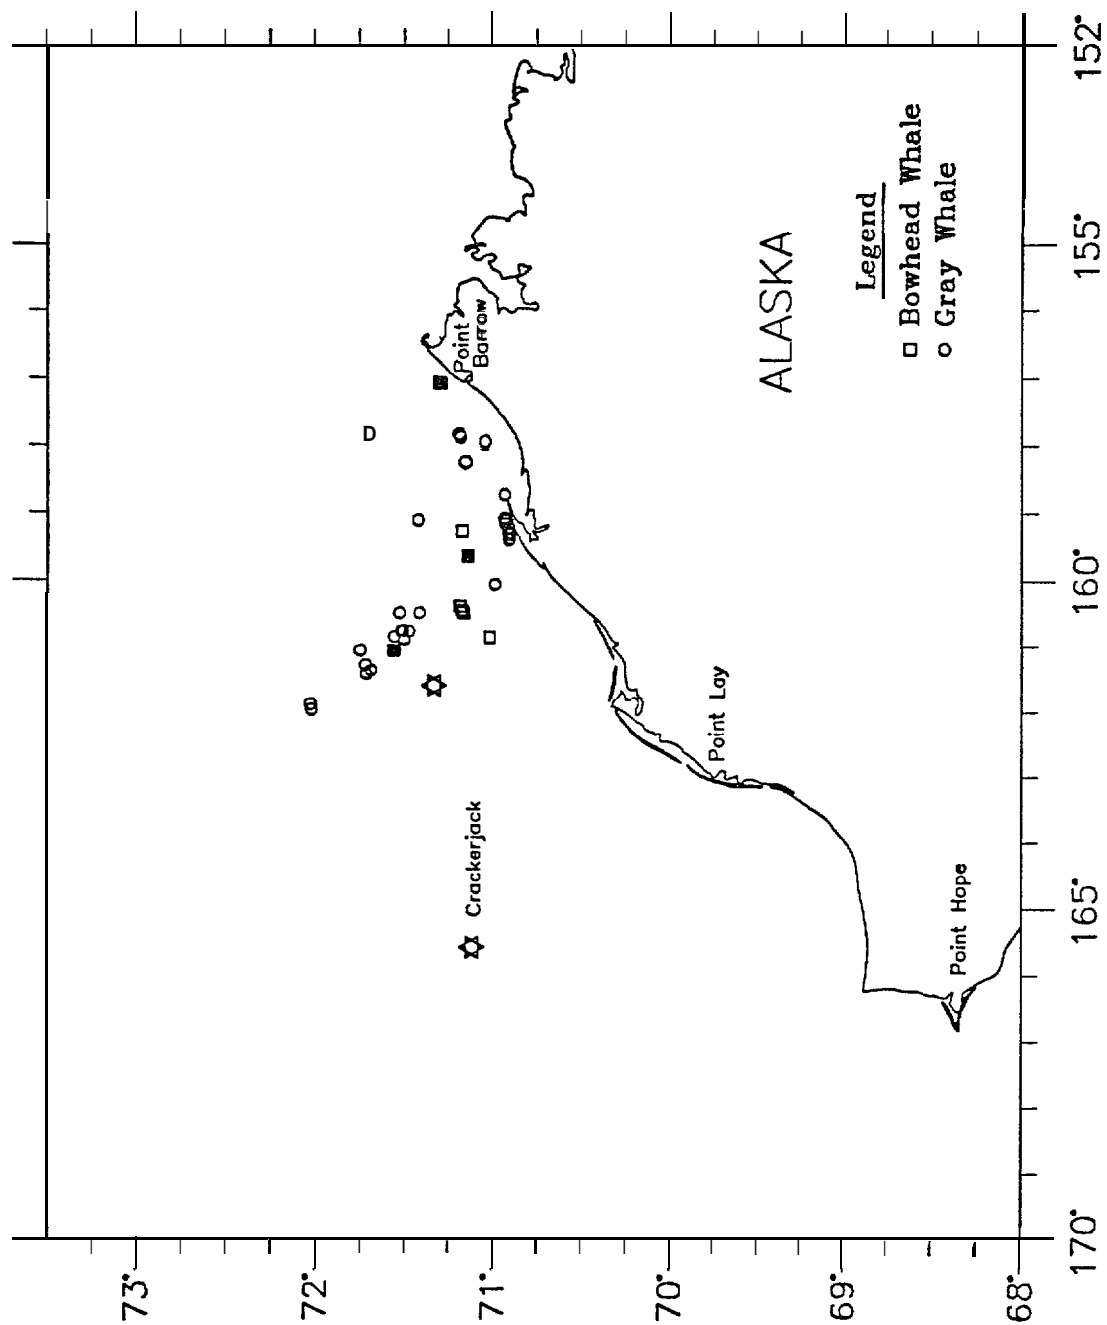 73°
72°
71°
70°
69°
68°
170°
165°
160°
155°
152°
Crackerjack
Point
Barrow
Point Lay
Point Hope
ALASKA
D
Legend
Bowhead Whale
Gray Whale